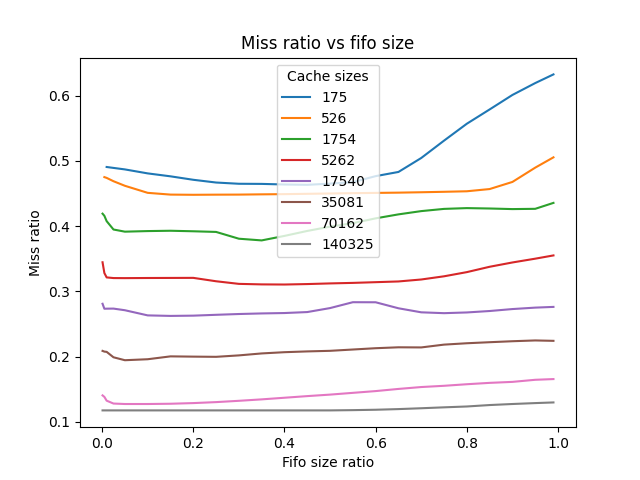 Miss ratio vs fifo size
Cache sizes
175
526
1754
5262
17540
35081
70162
140325
Miss ratio
0.6
0.5
0.4
0.3
0.2
0.1
0.0 0.2 0.4 0.6 0.8 1.0
Fifo size ratio